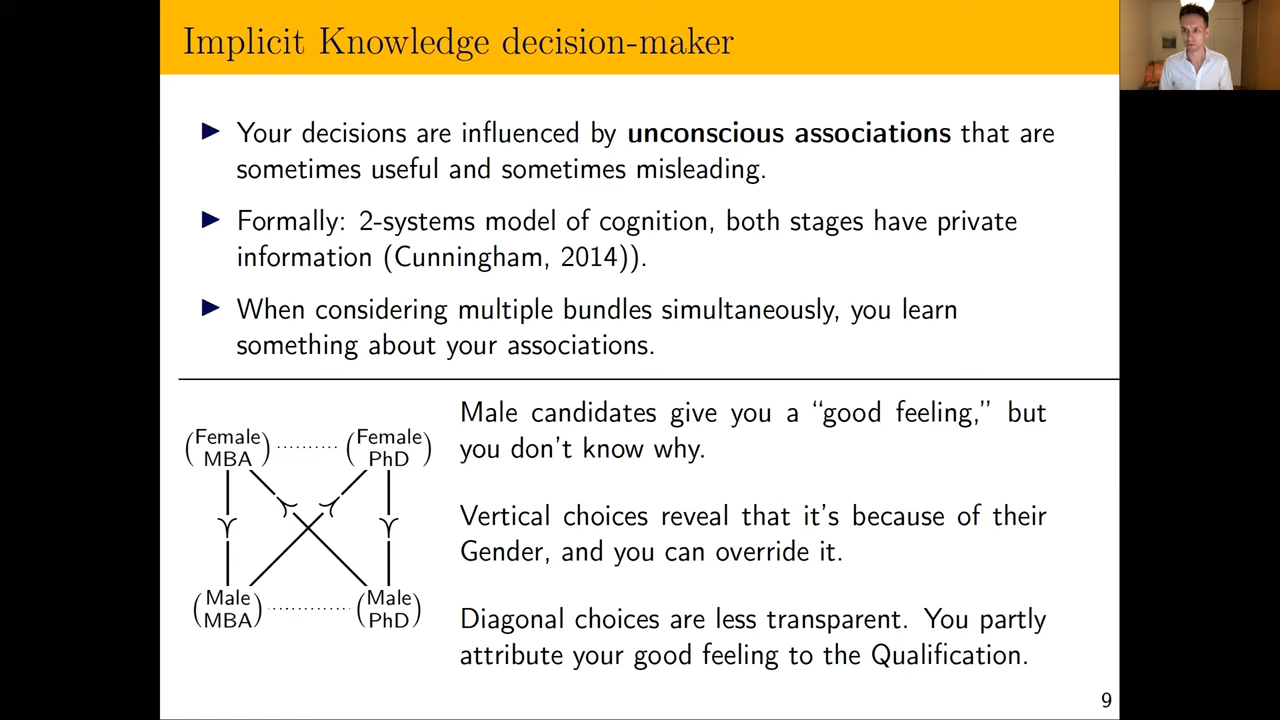 Implicit Knowledge decision-maker
Your decisions are influenced by unconscious associations that are
sometimes useful and sometimes misleading.
Formally: 2-systems model of cognition, both stages have private
information (Cunningham, 2014)).
When considering multiple bundles simultaneously, you learn
something about your associations.
(Female MBA) (Female PhD)
(Male MBA) (Male PhD)
Male candidates give you a “good feeling,” but
you don’t know why.
Vertical choices reveal that it’s because of their
Gender, and you can override it.
Diagonal choices are less transparent. You partly
attribute your good feeling to the Qualification.
9